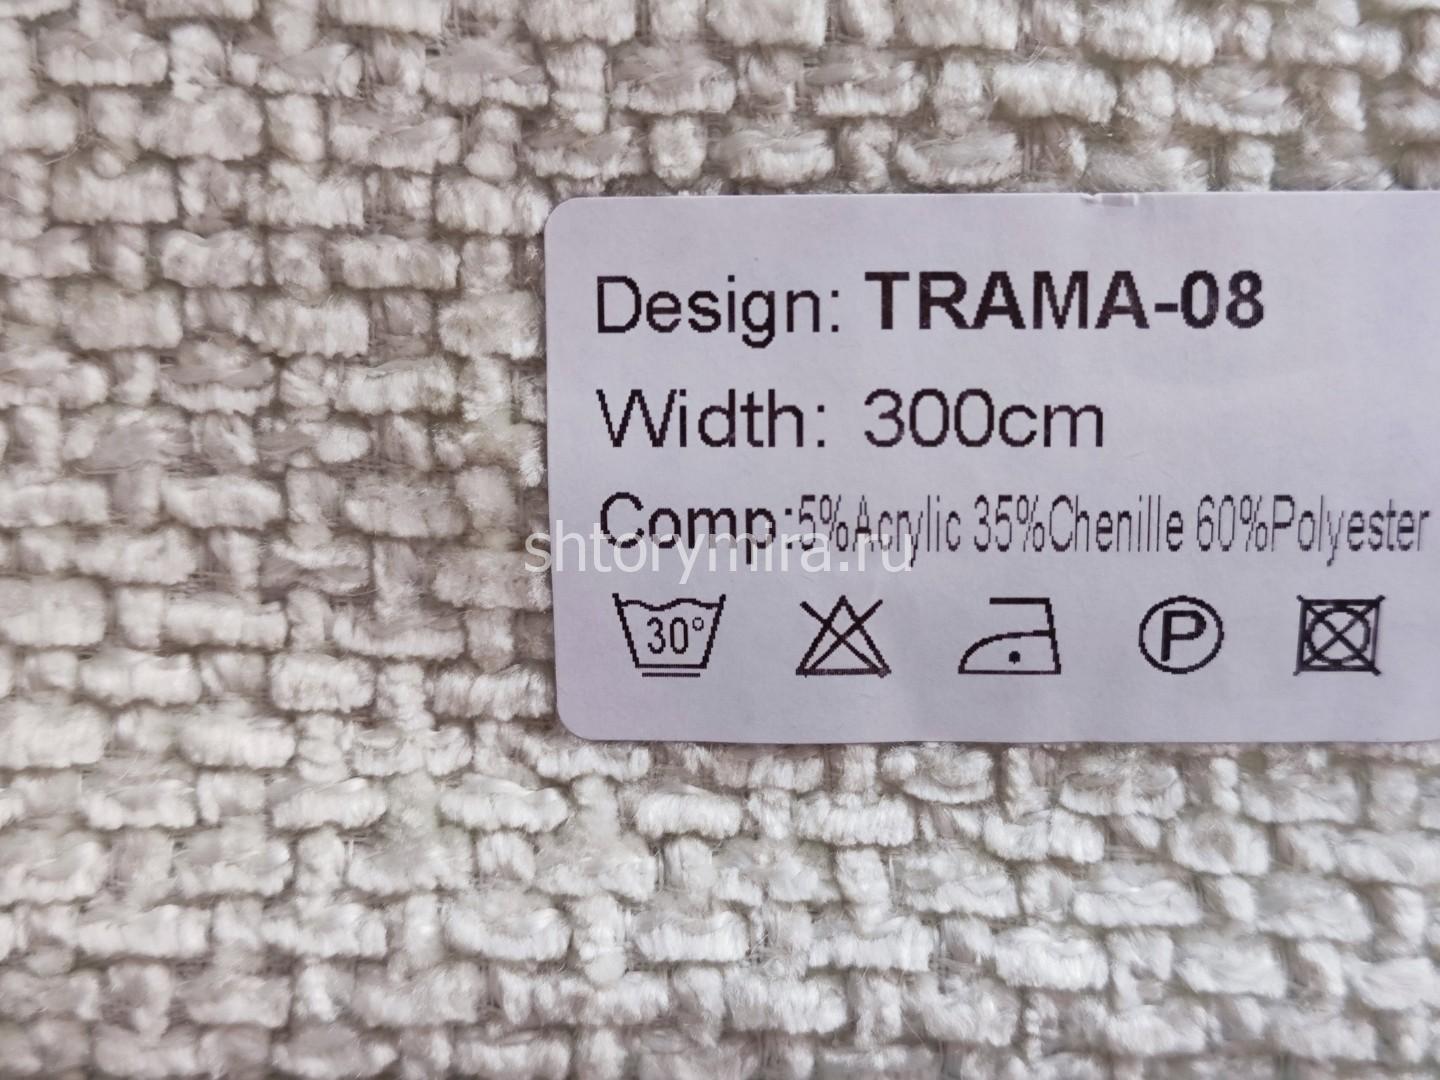 Design: TRAMA-08
Width: 300cm
Comp:5%Acrylic 35%Chenille 60%Polyester
shtorymira.ru
30°
P